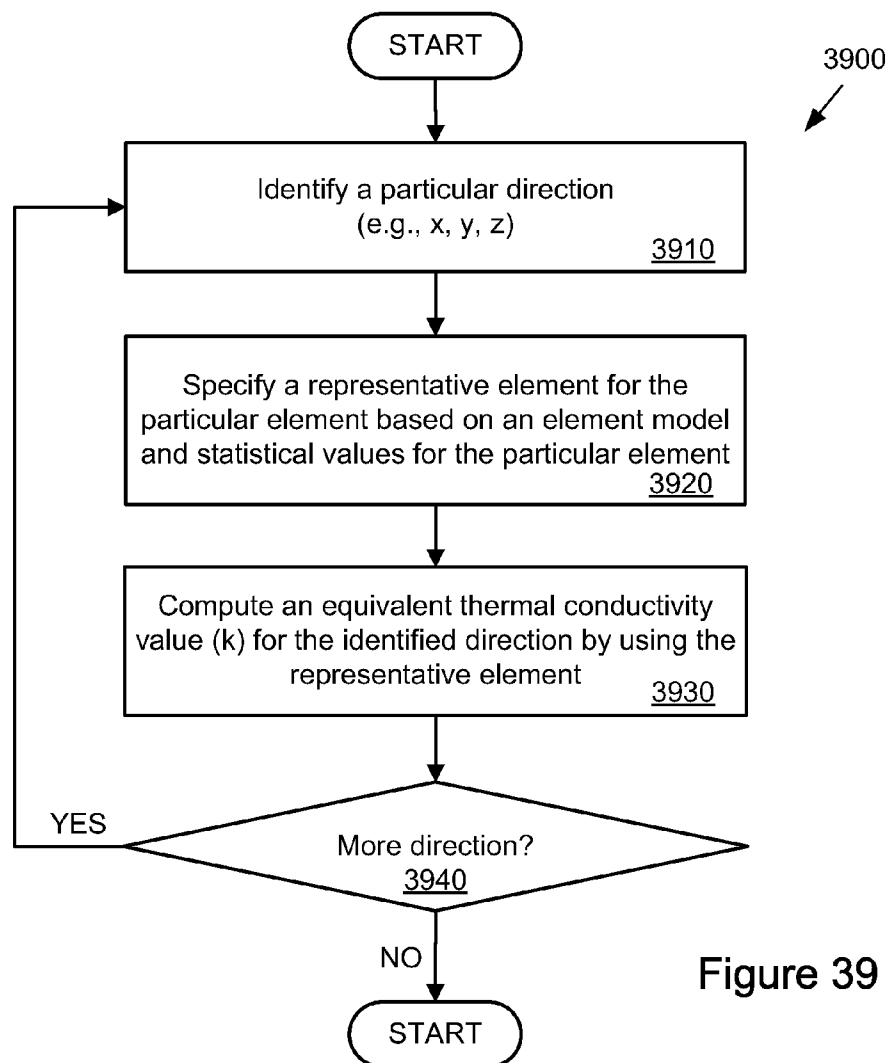 START
3900
Identify a particular direction
(e.g., x, y, z)
3910
Specify a representative element for the
particular element based on an element model
and statistical values for the particular element
3920
Compute an equivalent thermal conductivity
value (k) for the identified direction by using the
representative element
3930
YES
More direction?
3940
NO
Figure 39
START